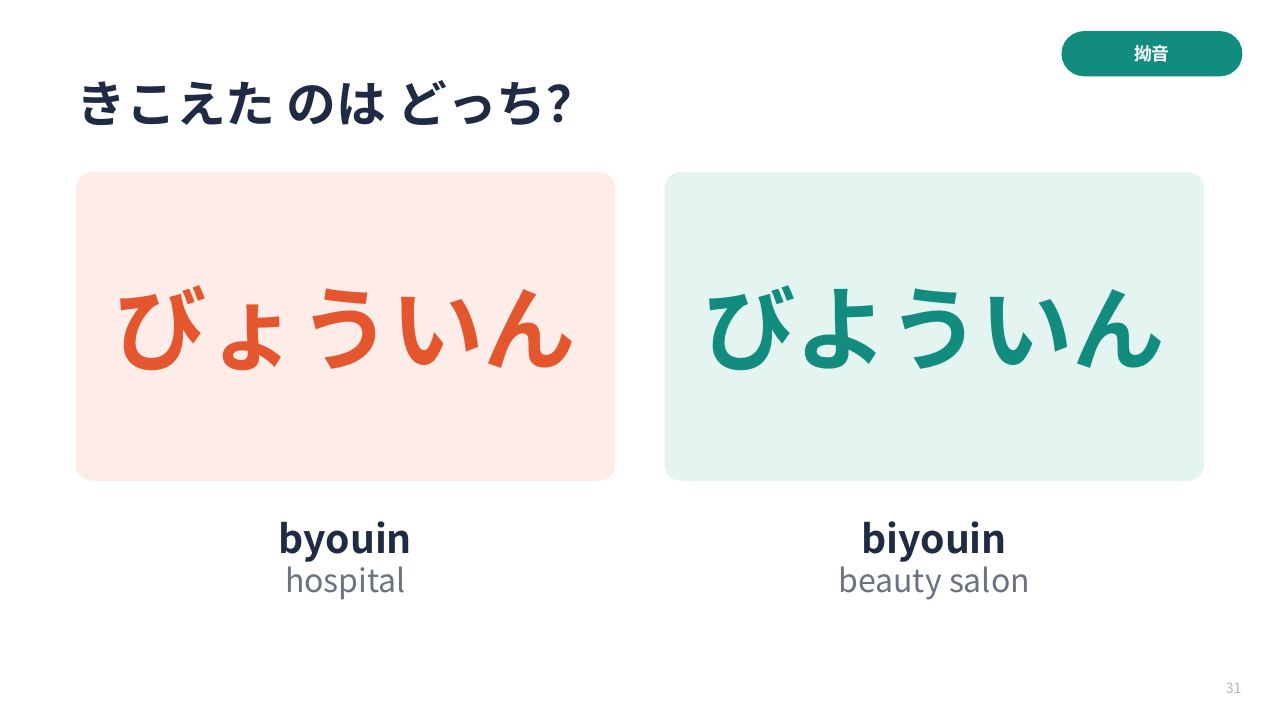 拗音
きこえた のは どっち?
びょういん
びよういん
byouin
hospital
biyouin
beauty salon
31